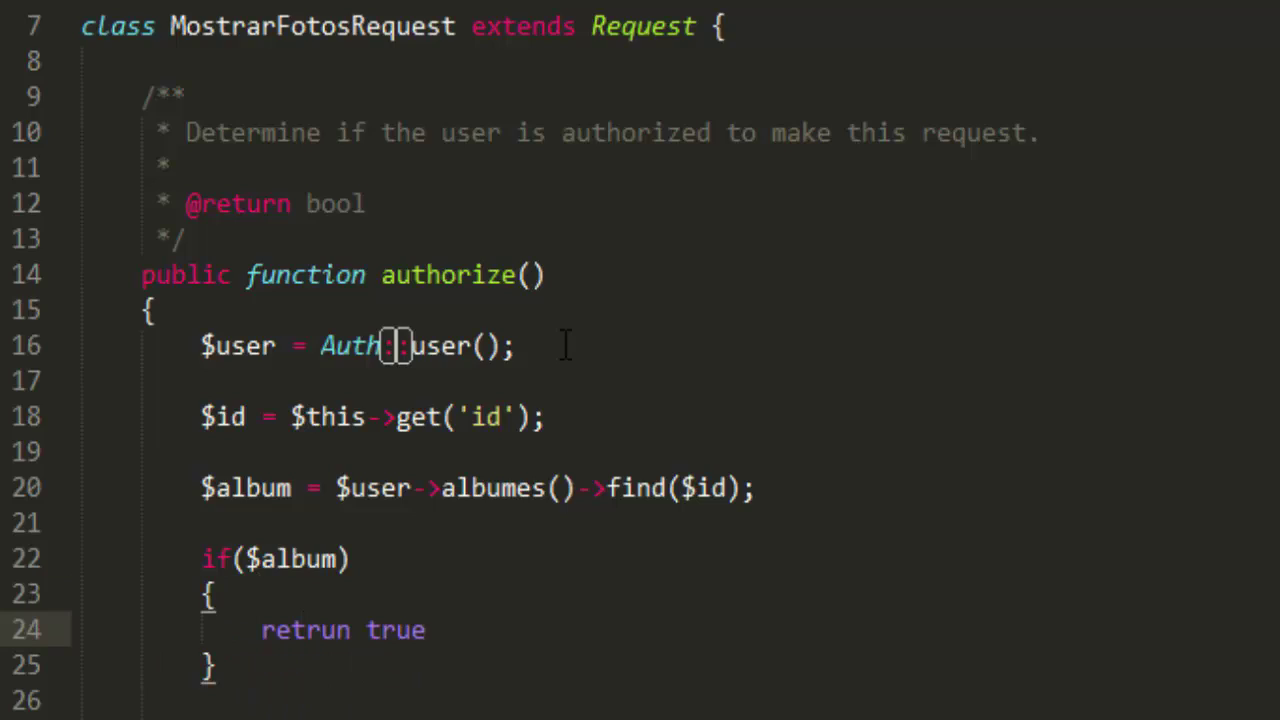 7 class MostrarFotosRequest extends Request {
8
9 /**
10 * Determine if the user is authorized to make this request.
11 *
12 * @return bool
13 */
14 public function authorize()
15 {
16 $user = Auth::user();
17
18 $id = $this->get('id');
19
20 $album = $user->albumes()->find($id);
21
22 if($album)
23 {
24 retrun true
25 }
26